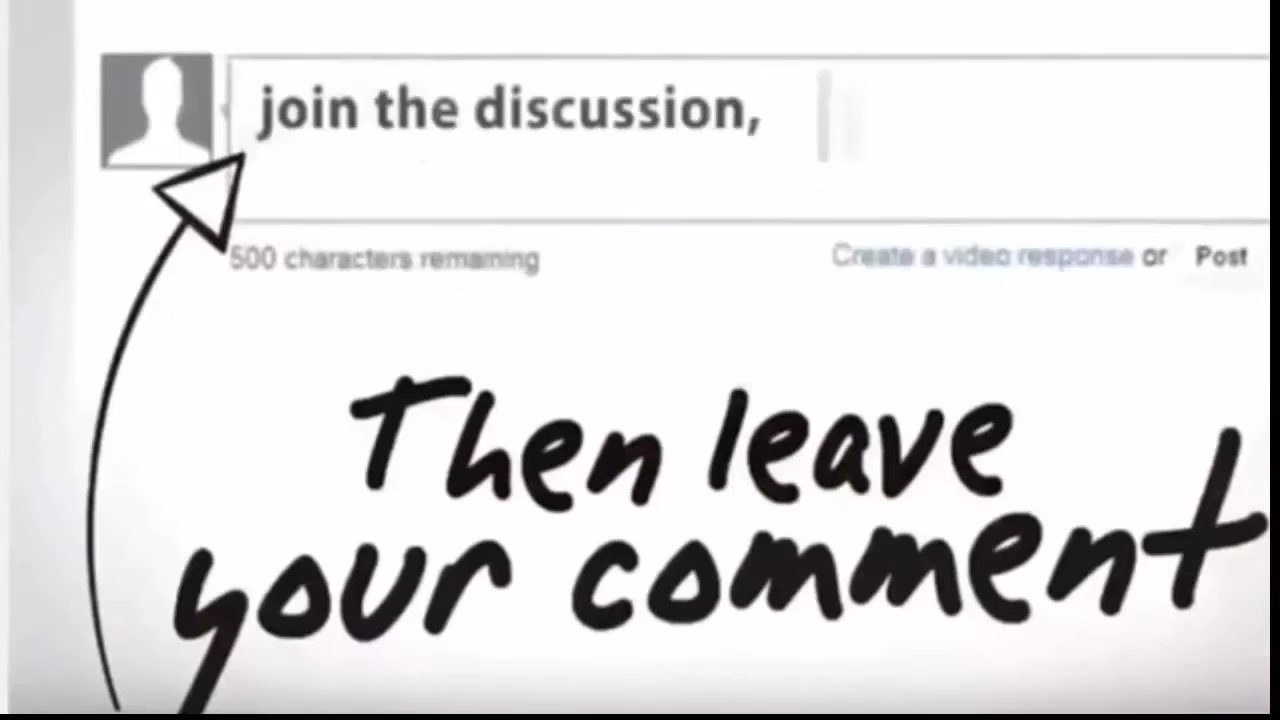 join the discussion,
500 characters remaining
Create a video response or Post
Then leave
your comment